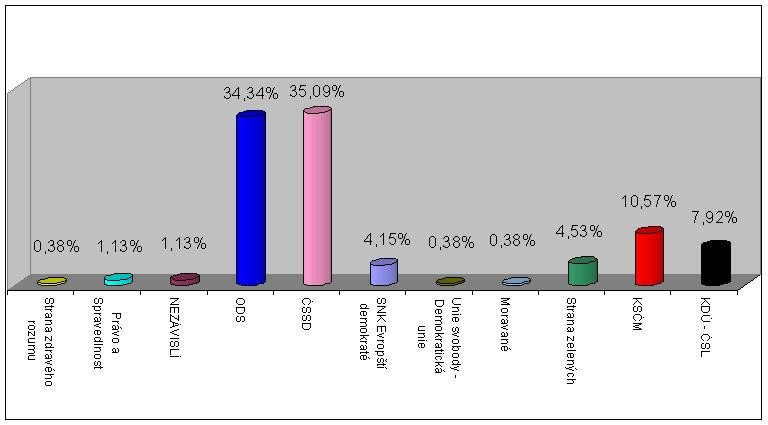 34,34%
35,09%
0,38%
1,13%
1,13%
4,15%
0,38%
0,38%
4,53%
10,57%
7,92%
Strana zdravého
rozumu
Právo a
Spravedlnost
NEZÁVISLÍ
ODS
ČSSD
SNK Evropští
demokraté
Unie svobody -
Demokratická
unie
Moravané
Strana zelených
KSČM
KDÚ - ČSL